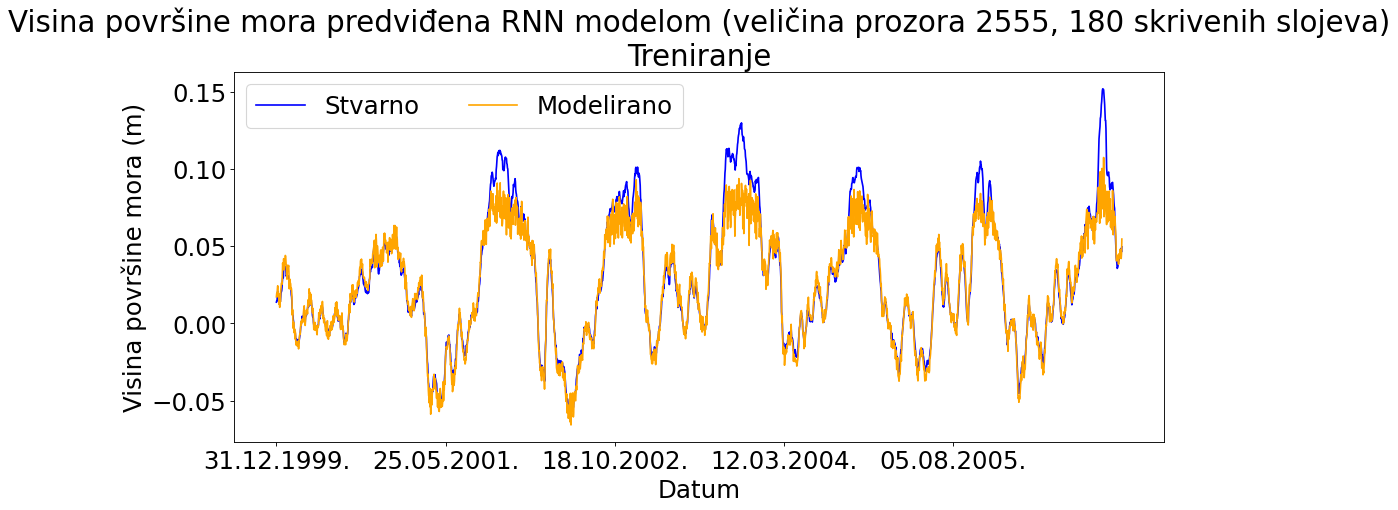 Visina površine mora predviđena RNN modelom (veličina prozora 2555, 180 skrivenih slojeva)
Treniranje
Stvarno
Modelirano
Visina površine mora (m)
0.15
0.10
0.05
0.00
−0.05
31.12.1999.
25.05.2001.
18.10.2002.
12.03.2004.
05.08.2005.
Datum